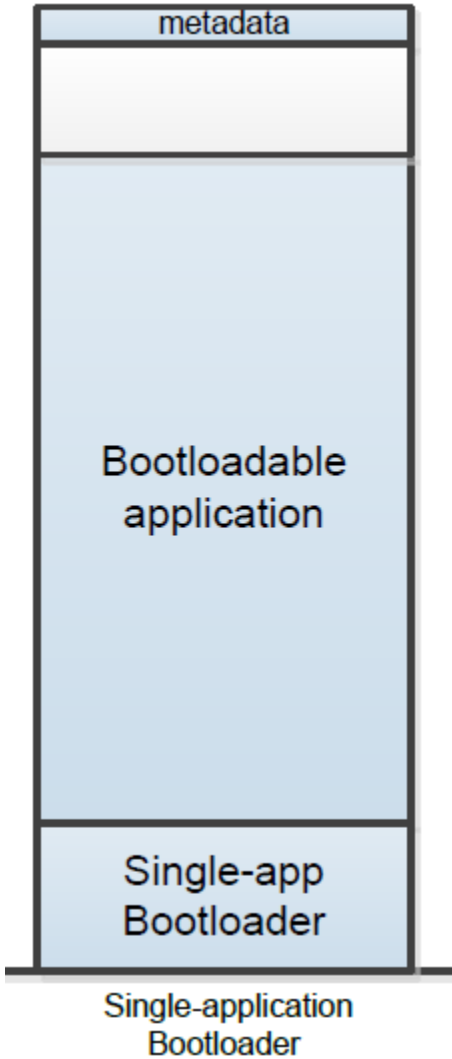 metadata
Bootloadable
application
Single-app
Bootloader
Single-application
Bootloader